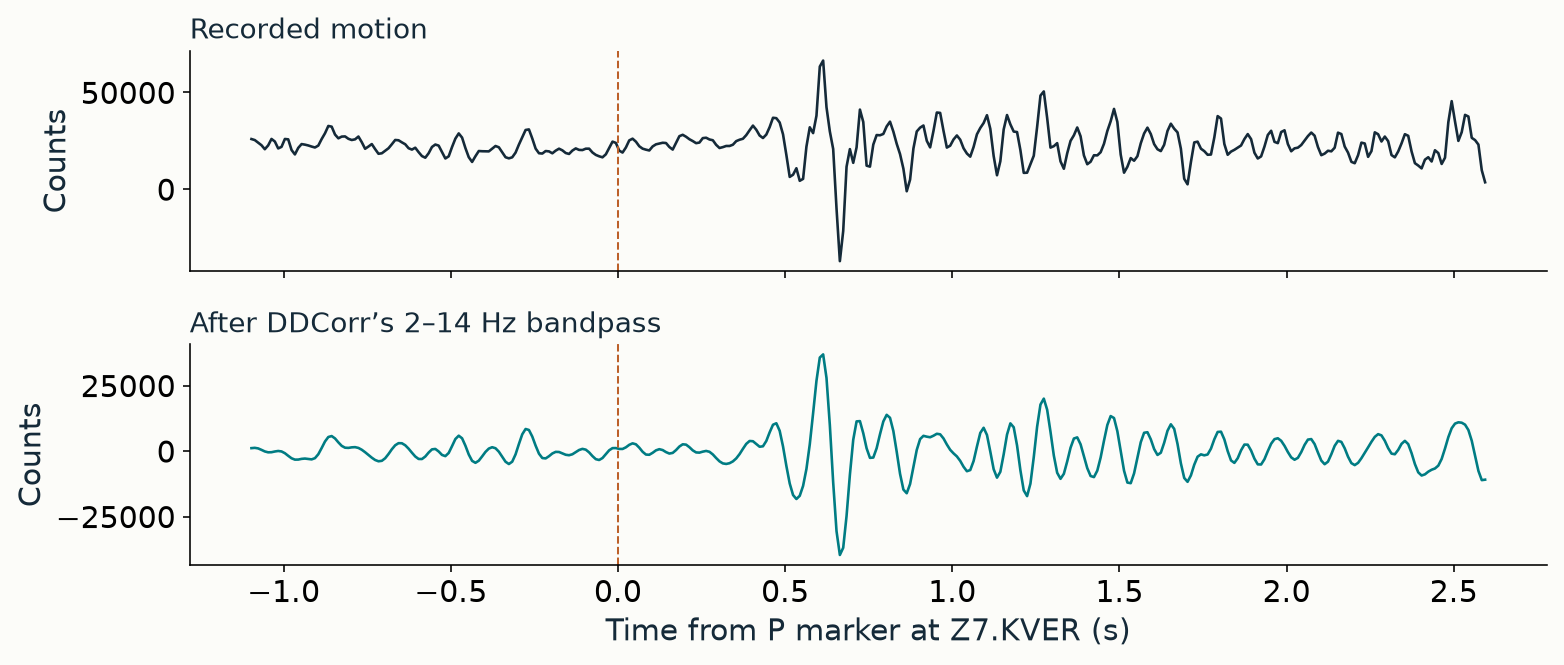 Recorded motion
50000
0
Counts
After DDCorr’s 2–14 Hz bandpass
25000
0
−25000
Counts
−1.0 −0.5 0.0 0.5 1.0 1.5 2.0 2.5
Time from P marker at Z7.KVER (s)